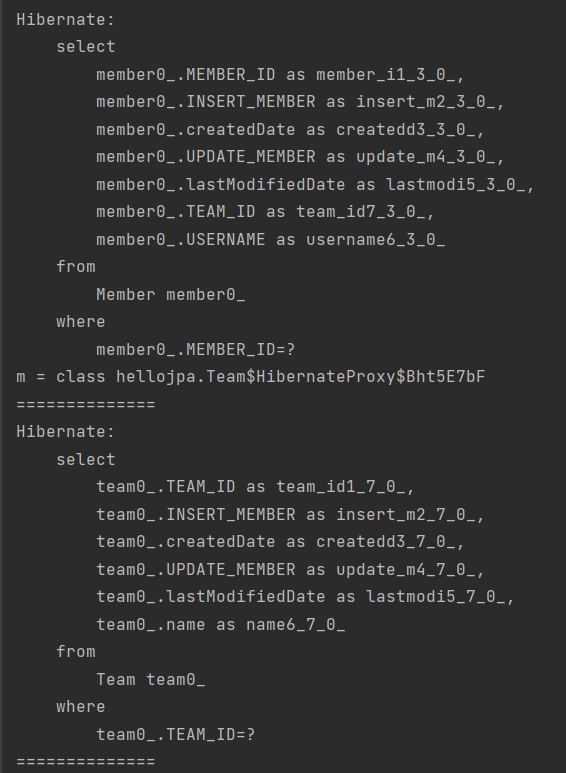 Hibernate:
    select
        member0_.MEMBER_ID as member_i1_3_0_,
        member0_.INSERT_MEMBER as insert_m2_3_0_,
        member0_.createdDate as createdd3_3_0_,
        member0_.UPDATE_MEMBER as update_m4_3_0_,
        member0_.lastModifiedDate as lastmodi5_3_0_,
        member0_.TEAM_ID as team_id7_3_0_,
        member0_.USERNAME as username6_3_0_
    from
        Member member0_
    where
        member0_.MEMBER_ID=?
m = class hellojpa.Team$HibernateProxy$Bht5E7bF
==============
Hibernate:
    select
        team0_.TEAM_ID as team_id1_7_0_,
        team0_.INSERT_MEMBER as insert_m2_7_0_,
        team0_.createdDate as createdd3_7_0_,
        team0_.UPDATE_MEMBER as update_m4_7_0_,
        team0_.lastModifiedDate as lastmodi5_7_0_,
        team0_.name as name6_7_0_
    from
        Team team0_
    where
        team0_.TEAM_ID=?
==============